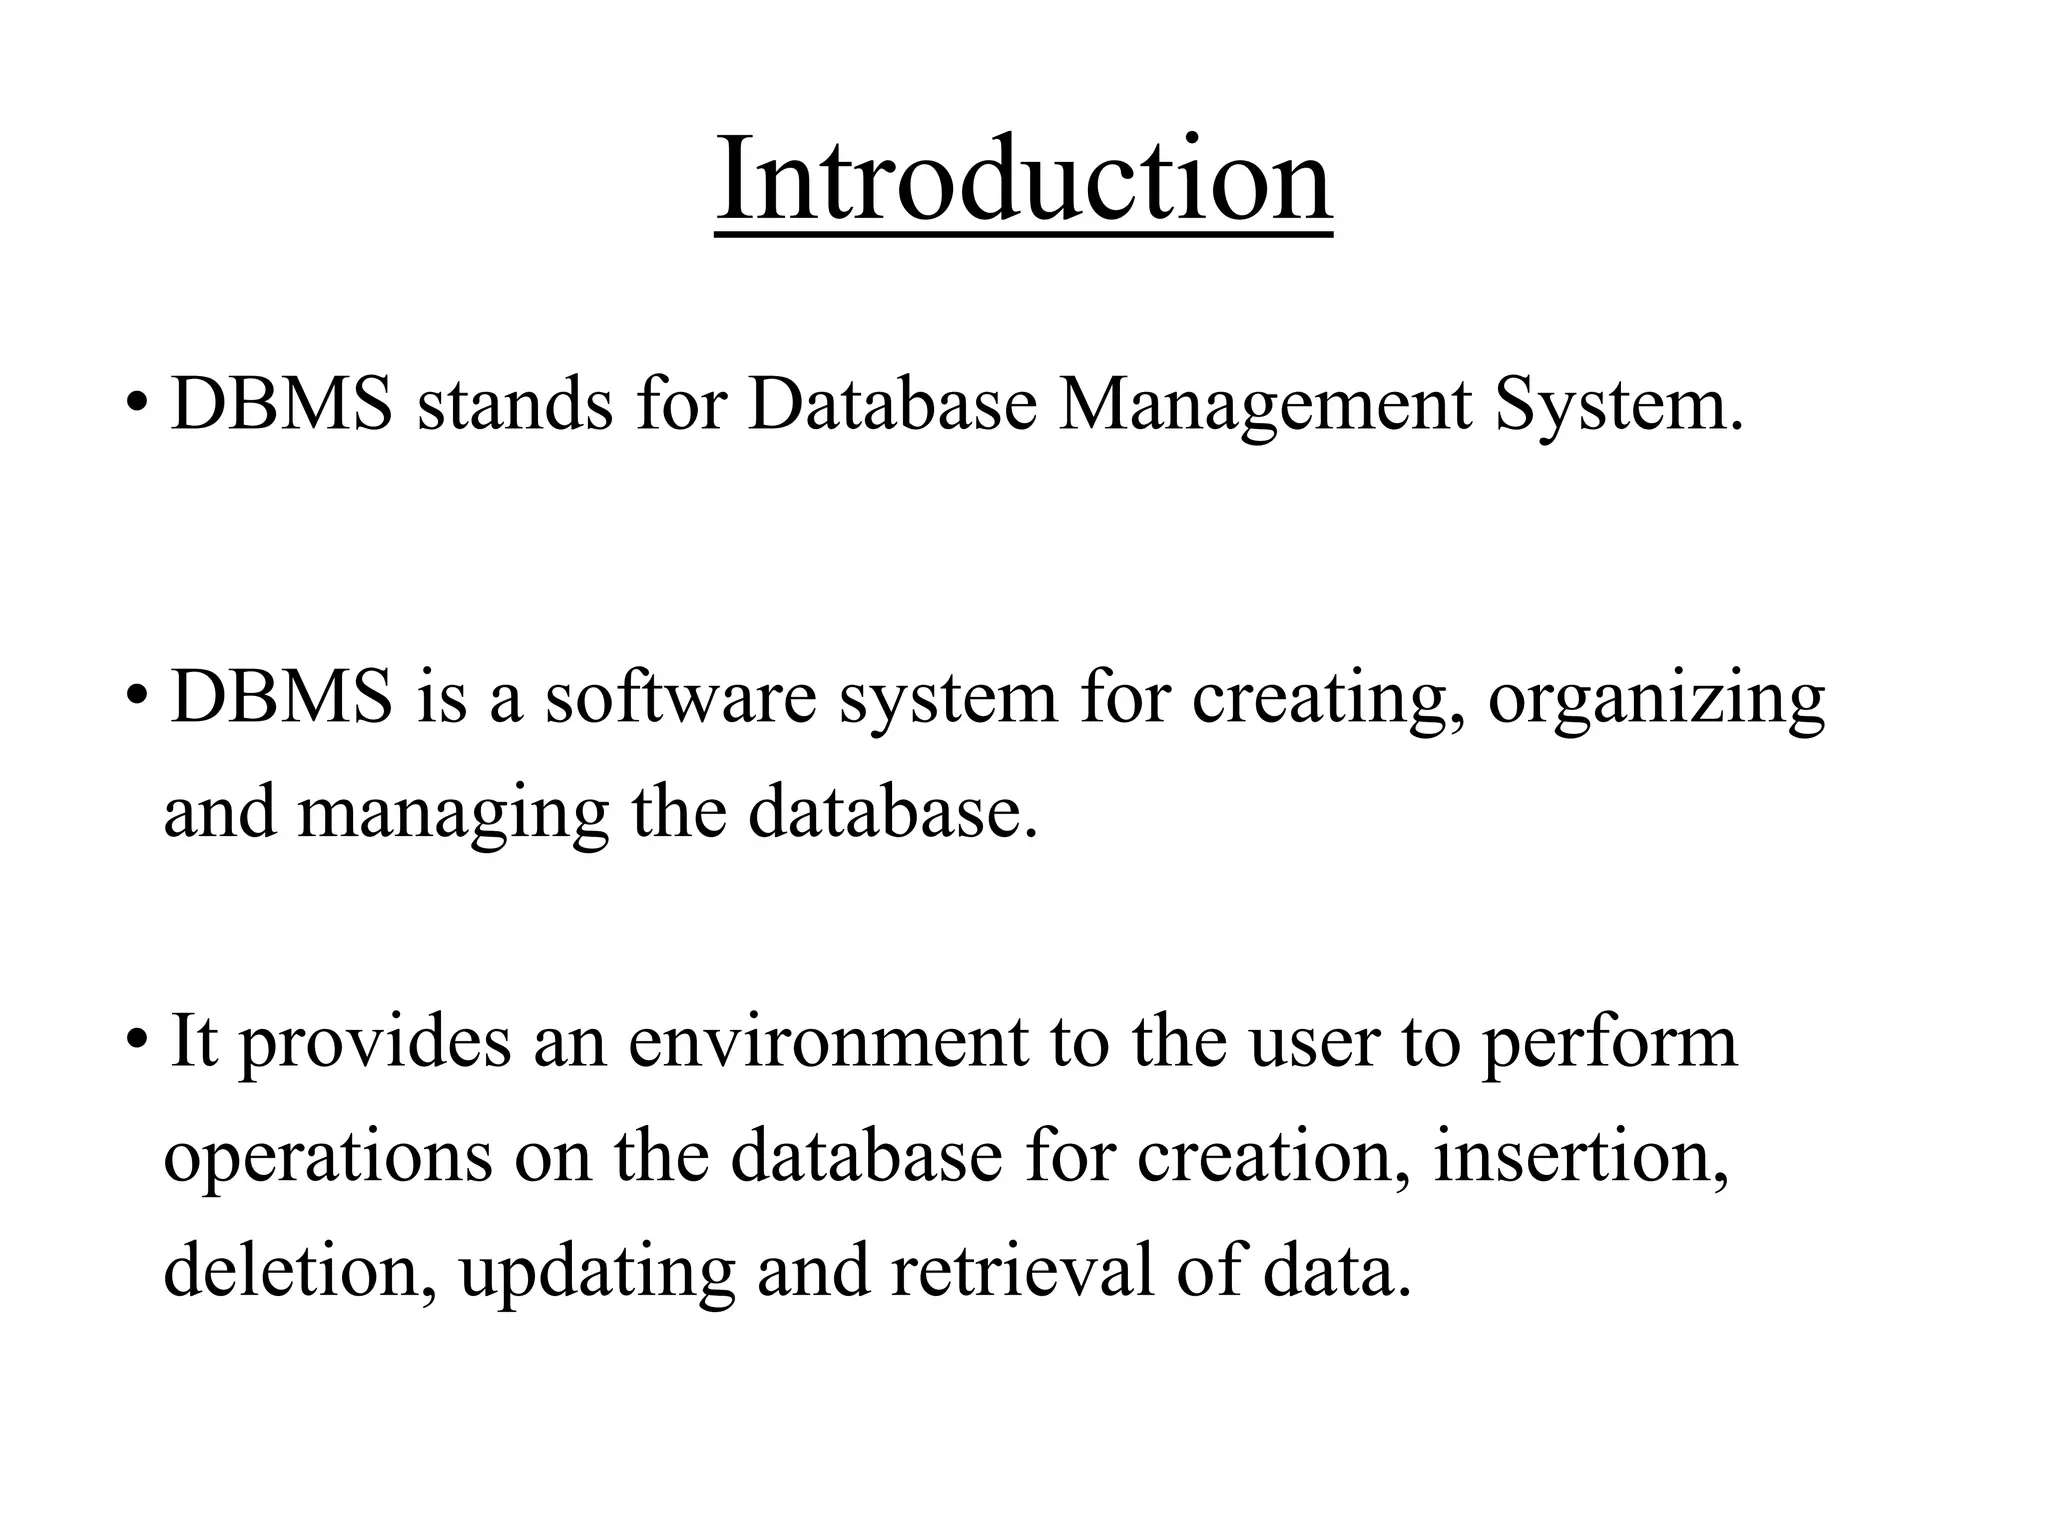 Introduction
• DBMS stands for Database Management System.
• DBMS is a software system for creating, organizing
and managing the database.
• It provides an environment to the user to perform
operations on the database for creation, insertion,
deletion, updating and retrieval of data.